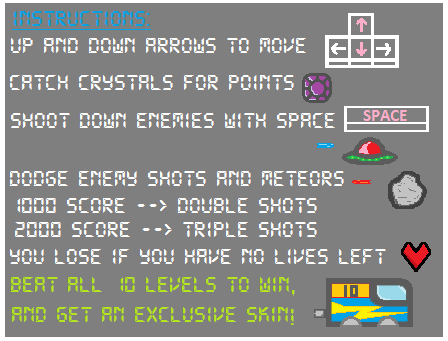 INSTRUCTIONS:
UP AND DOWN ARROWS TO MOVE
CATCH CRYSTALS FOR POINTS
SHOOT DOWN ENEMIES WITH SPACE
SPACE
DODGE ENEMY SHOTS AND METEORS
1000 SCORE --> DOUBLE SHOTS
2000 SCORE --> TRIPLE SHOTS
YOU LOSE IF YOU HAVE NO LIVES LEFT
BEAT ALL 10 LEVELS TO WIN,
AND GET AN EXCLUSIVE SKIN!